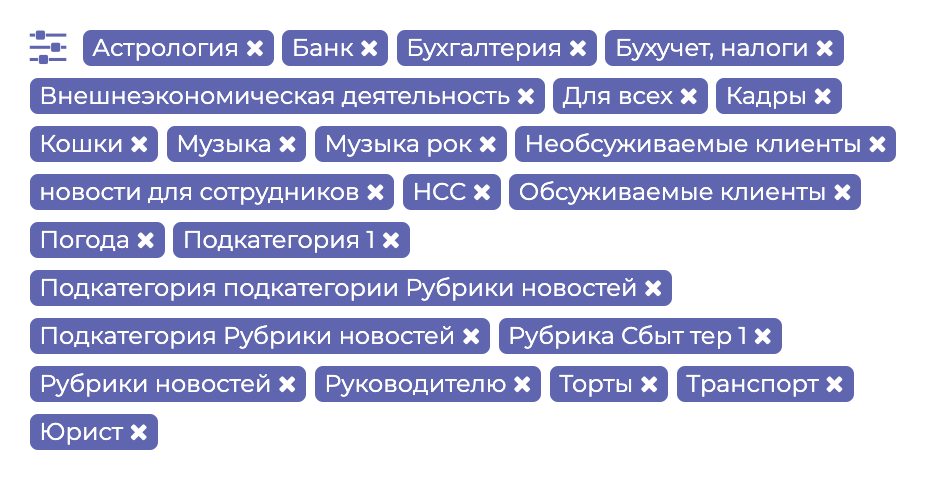 Астрология ✖ Банк ✖ Бухгалтерия ✖ Бухучет, налоги ✖
Внешнеэкономическая деятельность ✖ Для всех ✖ Кадры ✖
Кошки ✖ Музыка ✖ Музыка рок ✖ Необсуживаемые клиенты ✖
новости для сотрудников ✖ НСС ✖ Обсуживаемые клиенты ✖
Погода ✖ Подкатегория 1 ✖
Подкатегория подкатегории Рубрики новостей ✖
Подкатегория Рубрики новостей ✖ Рубрика Сбыт тер 1 ✖
Рубрики новостей ✖ Руководителю ✖ Торты ✖ Транспорт ✖
Юрист ✖